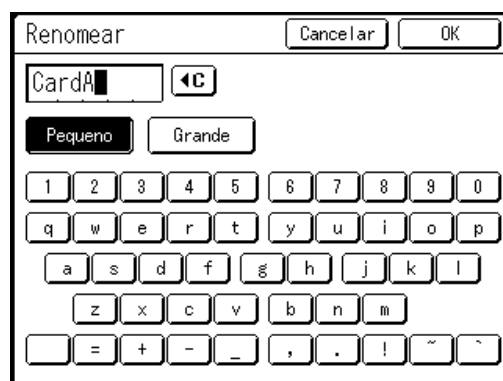 Renomear Cancelar OK
CardA ◀C
Pequeno Grande
1 2 3 4 5 6 7 8 9 0
q w e r t y u i o p
a s d f g h j k l
z x c v b n m
= + - _ , . ! ~ `